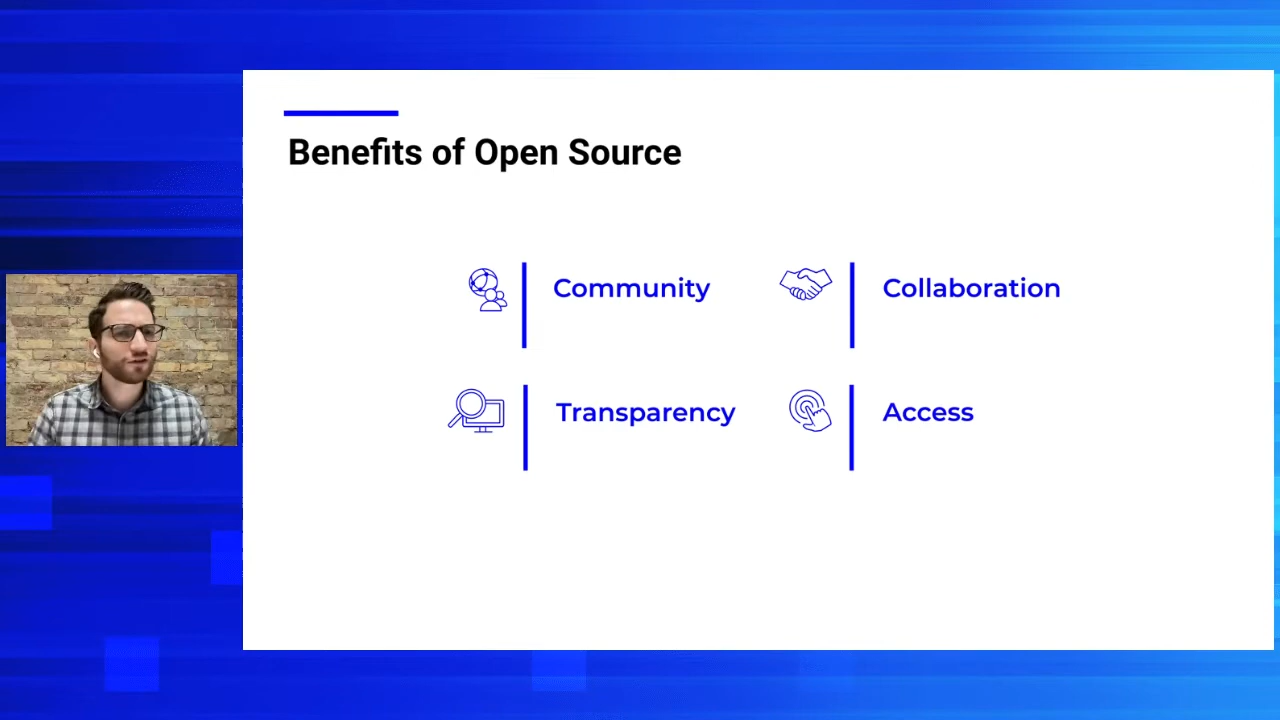 Benefits of Open Source
Community
Collaboration
Transparency
Access